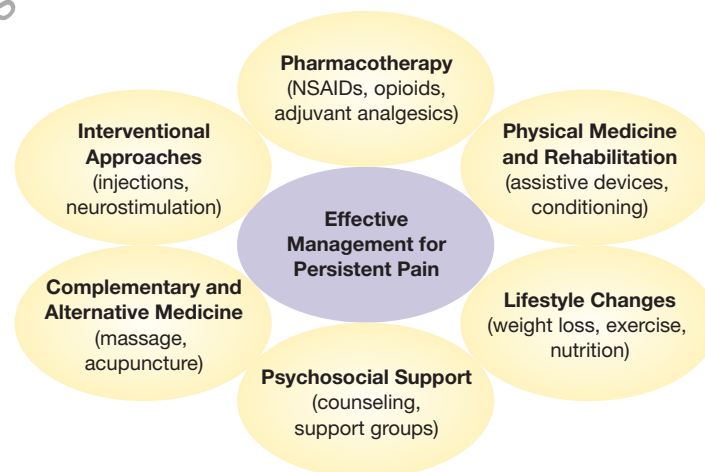 Pharmacotherapy
(NSAIDs, opioids,
adjuvant analgesics)
Interventional
Approaches
(injections,
neurostimulation)
Physical Medicine
and Rehabilitation
(assistive devices,
conditioning)
Effective
Management for
Persistent Pain
Complementary and
Alternative Medicine
(massage,
acupuncture)
Lifestyle Changes
(weight loss, exercise,
nutrition)
Psychosocial Support
(counseling,
support groups)